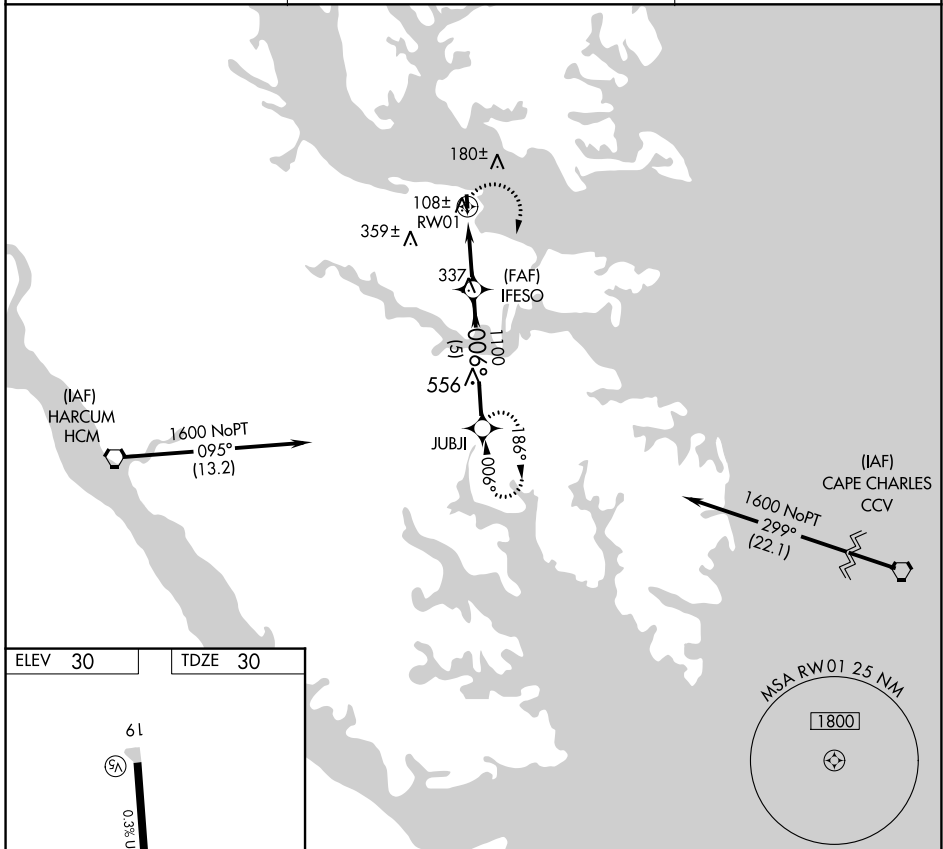 180±
108±
RW01
359±
337
(FAF)
IFESO
1100
006°
(5)
556
JUBJI
186°
006°
(IAF)
HARCUM
HCM
1600 NoPT
095°
(13.2)
(IAF)
CAPE CHARLES
CCV
1600 NoPT
299°
(22.1)
ELEV 30
TDZE 30
19
V5
0.3% U
MSA RW01 25 NM
1800